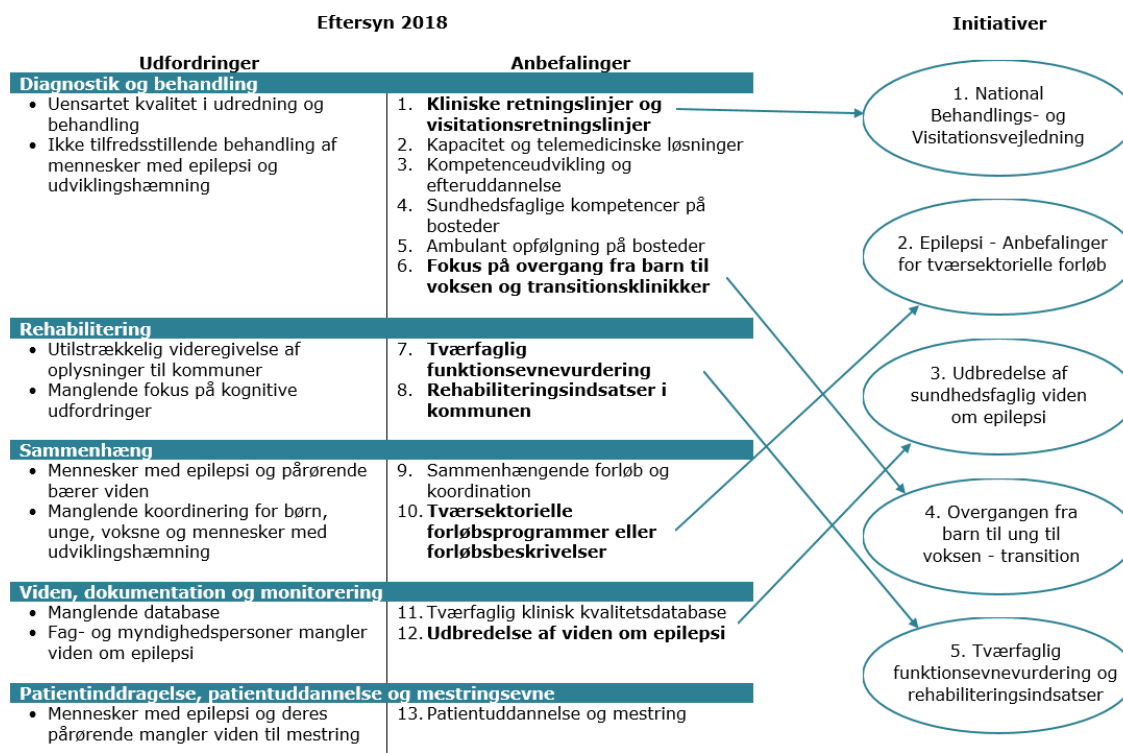 Eftersyn 2018
Initiativer
Udfordringer
Anbefalinger
Diagnostik og behandling
• Uensartet kvalitet i udredning og
behandling
• Ikke tilfredsstillende behandling af
mennesker med epilepsi og
udviklingshæmning
1. Kliniske retningslinjer og
visitationsretningslinjer
2. Kapacitet og telemedicinske løsninger
3. Kompetenceudvikling og
efteruddannelse
4. Sundhedsfaglige kompetencer på
bosteder
5. Ambulant opfølgning på bosteder
6. Fokus på overgang fra barn til
voksen og transitionsklinikker
Rehabilitering
• Utilstrækkelig videregivelse af
oplysninger til kommuner
• Manglende fokus på kognitive
udfordringer
7. Tværfaglig
funktionsevnevurdering
8. Rehabiliteringsindsatser i
kommunen
Sammenhæng
• Mennesker med epilepsi og pårørende
bærer viden
• Manglende koordinering for børn,
unge, voksne og mennesker med
udviklingshæmning
9. Sammenhængende forløb og
koordination
10. Tværsektorielle
forløbsprogrammer eller
forløbsbeskrivelser
Viden, dokumentation og monitorering
• Manglende database
• Fag- og myndighedspersoner mangler
viden om epilepsi
11. Tværfaglig klinisk kvalitetsdatabase
12. Udbredelse af viden om epilepsi
Patientinddragelse, patientuddannelse og mestringsevne
• Mennesker med epilepsi og deres
pårørende mangler viden til mestring
13. Patientuddannelse og mestring
1. National
Behandlings- og
Visitationsvejledning
2. Epilepsi - Anbefalinger
for tværsektorielle forløb
3. Udbredelse af
sundhedsfaglig viden
om epilepsi
4. Overgangen fra
barn til ung til
voksen - transition
5. Tværfaglig
funktionsevnevurdering og
rehabiliteringsindsatser